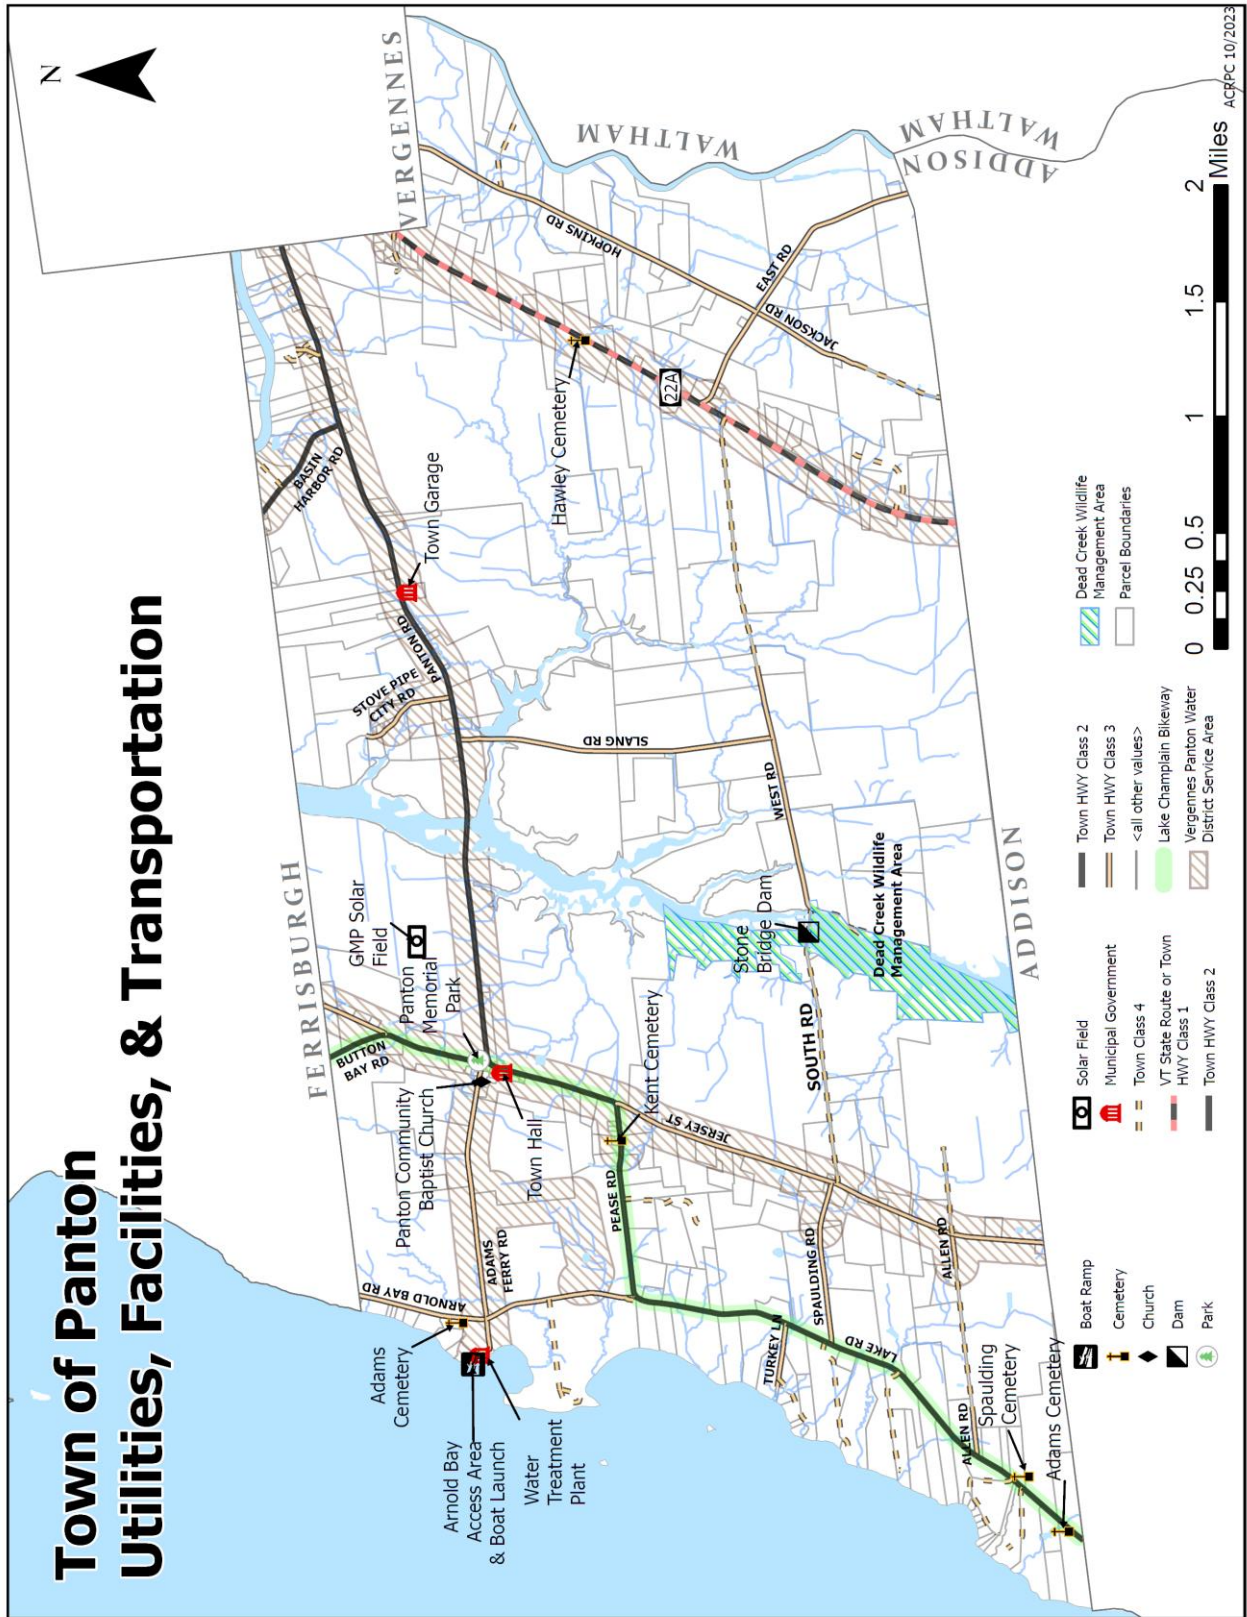 Town of Panton
Utilities, Facilities, & Transportation
N
FERRISBURGH
VERGENNES
WALTHAM
WALTHAM
ADDISON
ADDISON
BUTTON
BAY RD
GMP Solar
Field
Panton
Memorial
Park
Panton Community
Baptist Church
Town Hall
STOVE PIPE
CITY RD
PANTON RD
Town Garage
BASIN
HARBOR RD
ARNOLD BAY RD
ADAMS
FERRY RD
Adams
Cemetery
Arnold Bay
Access Area
& Boat Launch
Water
Treatment
Plant
PEASE RD
Kent Cemetery
JERSEY ST
SLANG RD
Hawley Cemetery
22A
HOPKINS RD
EAST RD
JACKSON RD
WEST RD
Stone
Bridge Dam
Dead Creek Wildlife
Management Area
SOUTH RD
TURKEY LN
SPAULDING RD
LAKE RD
ALLEN RD
ALLEN RD
Spaulding
Cemetery
Adams Cemetery
Boat Ramp
Cemetery
Church
Dam
Park
Solar Field
Municipal Government
Town Class 4
VT State Route or Town
HWY Class 1
Town HWY Class 2
Town HWY Class 2
Town HWY Class 3
<all other values>
Lake Champlain Bikeway
Vergennes Panton Water
District Service Area
Dead Creek Wildlife
Management Area
Parcel Boundaries
0 0.25 0.5 1 1.5 2
Miles
ACRPC 10/2023